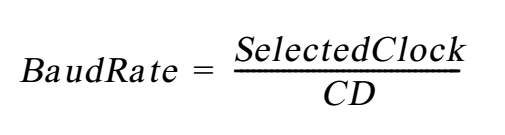 BaudRate = SelectedClock / CD